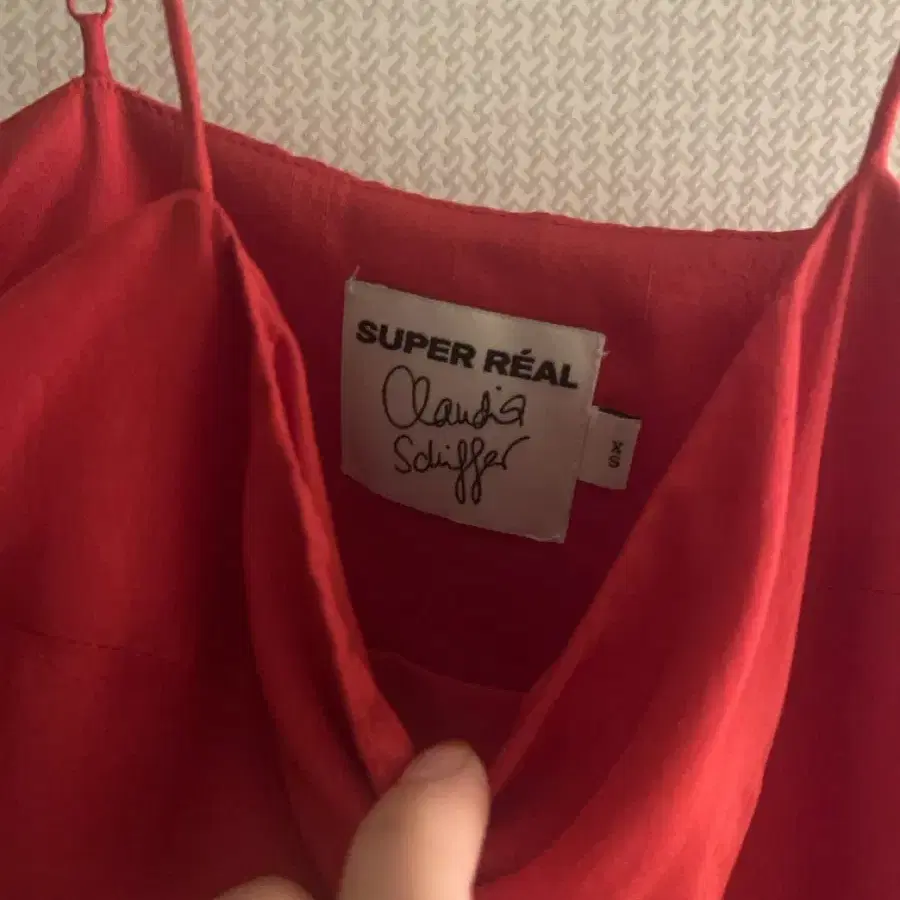 SUPER RÉAL
Claudia
Schiffer
XS